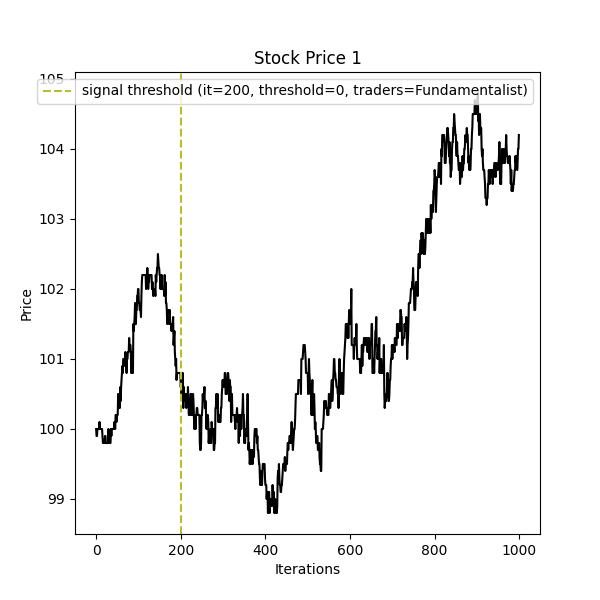 Stock Price 1
105
signal threshold (it=200, threshold=0, traders=Fundamentalist)
104
103
102
Price
101
100
99
0 200 400 600 800 1000
Iterations